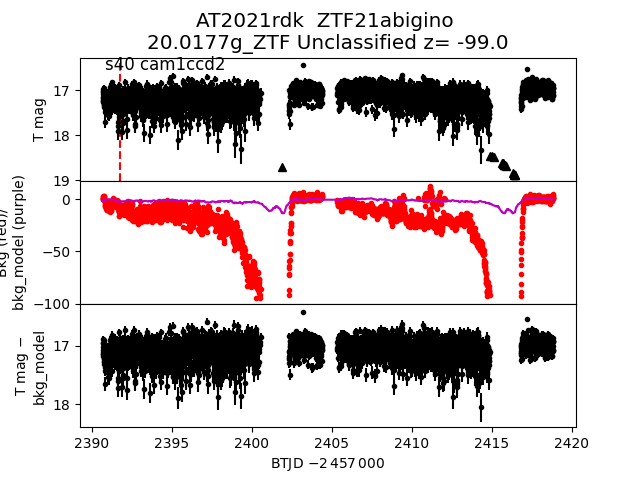 AT2021rdk ZTF21abigino
20.0177g_ZTF Unclassified z= -99.0
s40 cam1ccd2
T mag
17
18
19
Bkg (red)/
bkg_model (purple)
0
−50
−100
T mag −
bkg_model
17
18
2390
2395
2400
2405
2410
2415
2420
BTJD −2 457 000